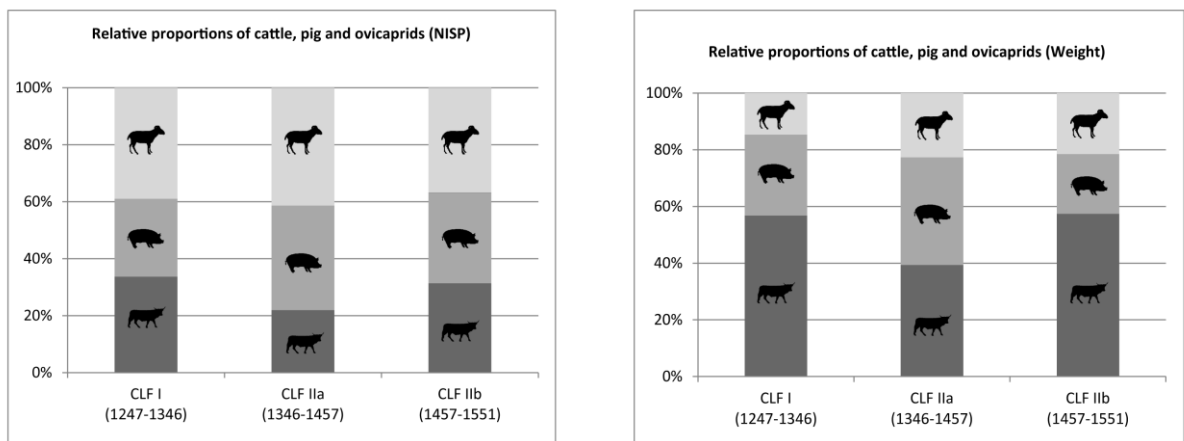 Relative proportions of cattle, pig and ovicaprids (NISP)
100%
80%
60%
40%
20%
0%
CLF I
(1247-1346)
CLF IIa
(1346-1457)
CLF IIb
(1457-1551)
Relative proportions of cattle, pig and ovicaprids (Weight)
100%
80%
60%
40%
20%
0%
CLF I
(1247-1346)
CLF IIa
(1346-1457)
CLF IIb
(1457-1551)